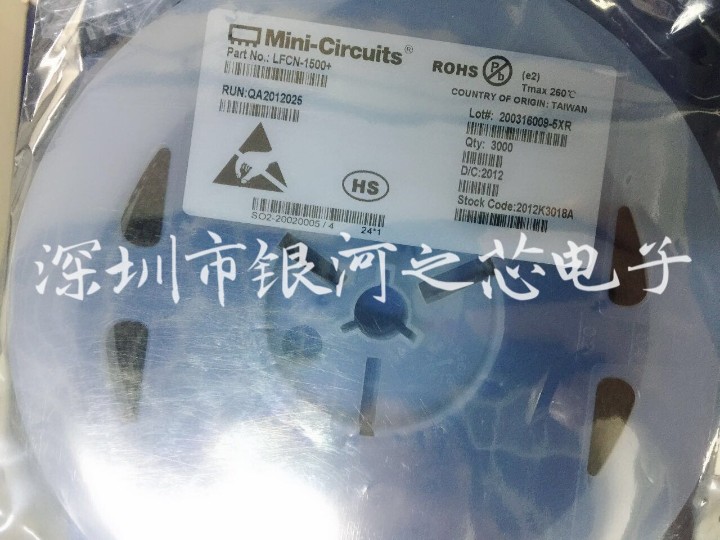 Mini-Circuits®
Part No.: LFCN-1500+
RUN:QA2012026
SO2-20020005 / 4
24*1
HS
ROHS Pb (e2)
Tmax 260℃
COUNTRY OF ORIGIN: TAIWAN
Lot#: 200316009-5XR
Qty: 3000
D/C:2012
Stock Code:2012K3018A
深圳市银河之芯电子